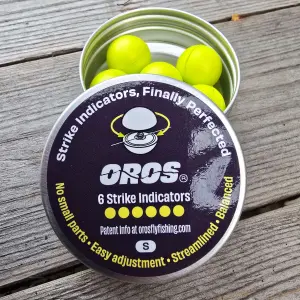 Strike Indicators, Finally Perfected
OROS®
6 Strike Indicators
Patent info at orosflyfishing.com
S
No small parts • Easy adjustment • Streamlined • Balanced